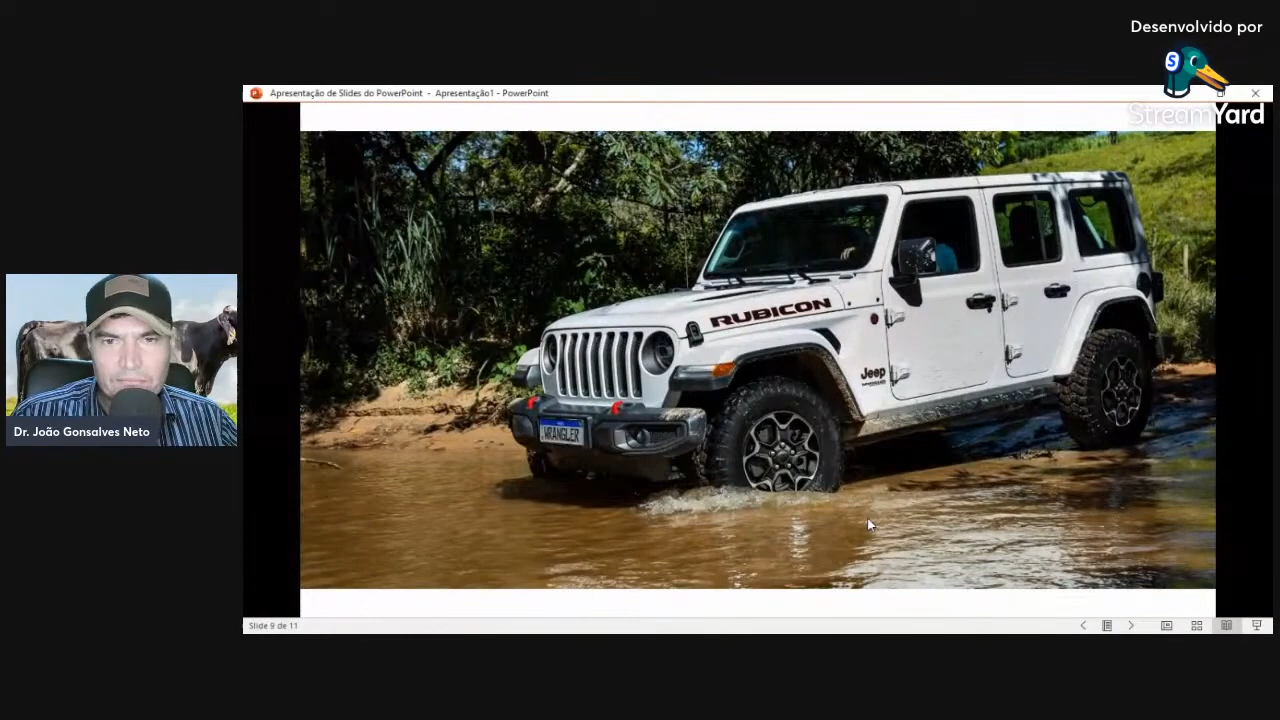 Desenvolvido por
StreamYard
Apresentação de Slides do PowerPoint - Apresentação1 - PowerPoint
RUBICON
Jeep
WRANGLER
Dr. João Gonsalves Neto
Slide 9 de 11